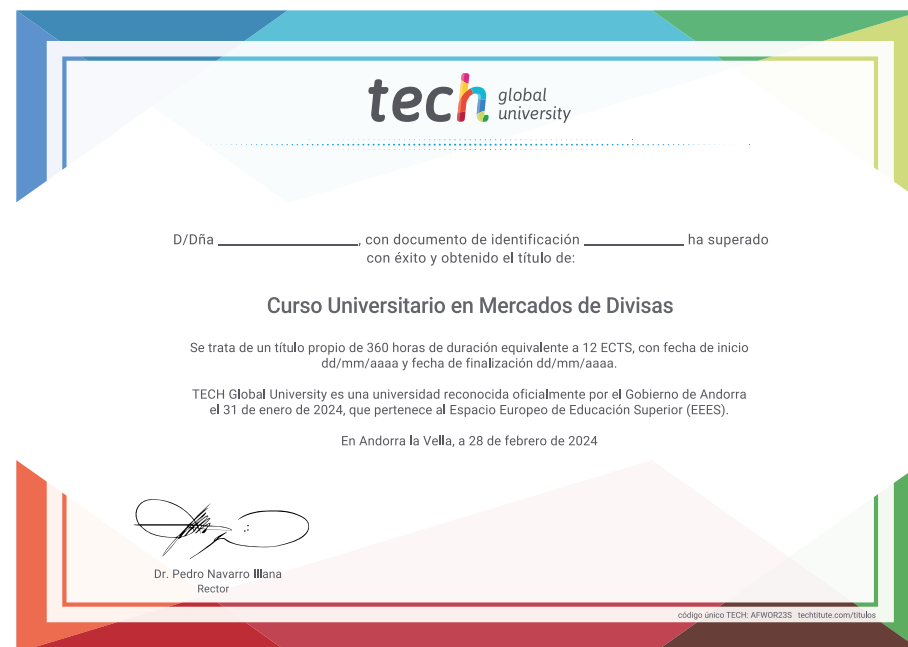 tech global university
D/Dña ____________________, con documento de identificación ______________ ha superado
con éxito y obtenido el título de:
Curso Universitario en Mercados de Divisas
Se trata de un título propio de 360 horas de duración equivalente a 12 ECTS, con fecha de inicio
dd/mm/aaaa y fecha de finalización dd/mm/aaaa.
TECH Global University es una universidad reconocida oficialmente por el Gobierno de Andorra
el 31 de enero de 2024, que pertenece al Espacio Europeo de Educación Superior (EEES).
En Andorra la Vella, a 28 de febrero de 2024
Dr. Pedro Navarro Illana
Rector
código único TECH: AFWOR23S techtitute.com/titulos